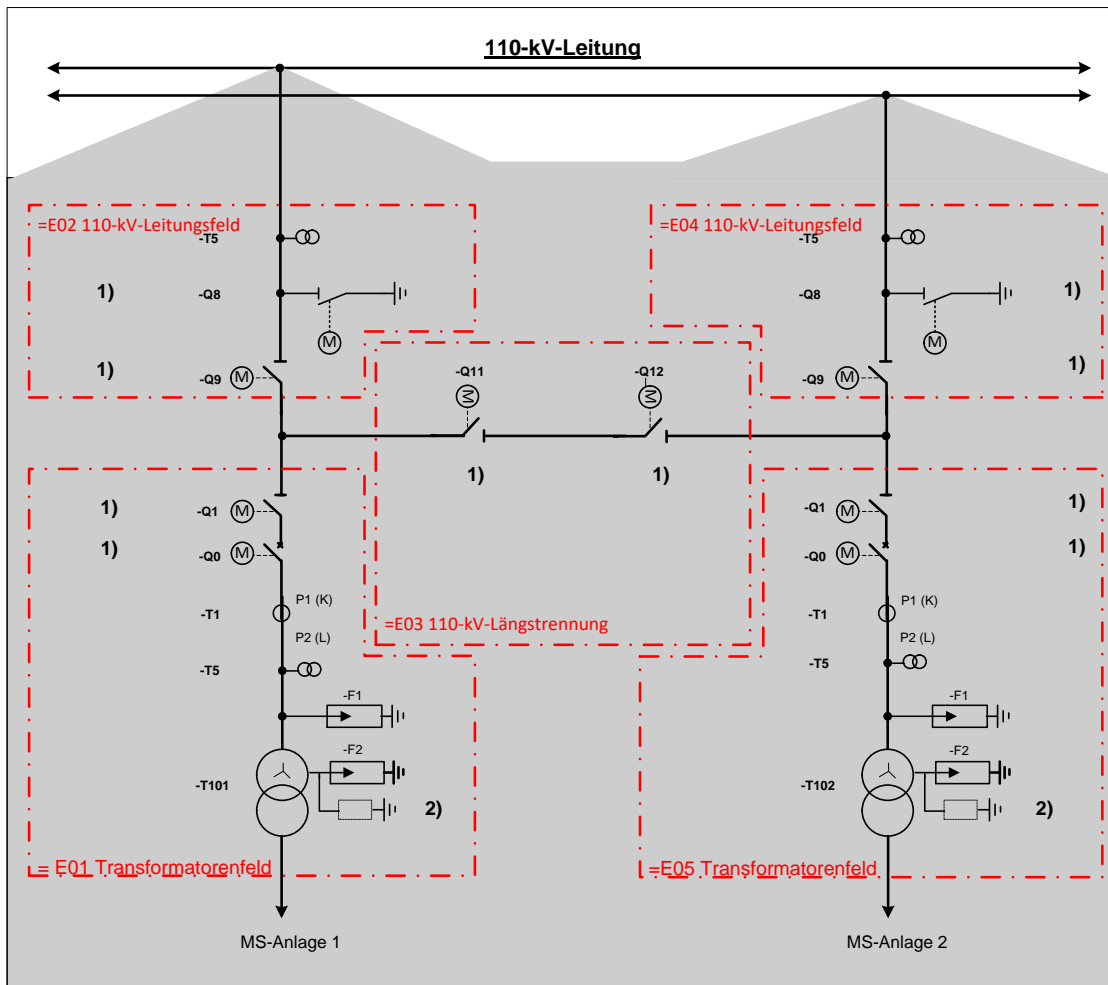 110-kV-Leitung
=E02 110-kV-Leitungsfeld
-T5
1)
-Q8
M
1)
-Q9
M
=E04 110-kV-Leitungsfeld
-T5
-Q8
1)
M
-Q9
M
1)
-Q11
M
-Q12
M
1)
1)
=E03 110-kV-Längstrennung
1)
-Q1
M
1)
-Q0
M
-T1
P1 (K)
P2 (L)
-T5
-F1
-F2
-T101
2)
= E01 Transformatorenfeld
MS-Anlage 1
-Q1
M
1)
-Q0
M
1)
-T1
P1 (K)
P2 (L)
-T5
-F1
-F2
-T102
2)
=E05 Transformatorenfeld
MS-Anlage 2